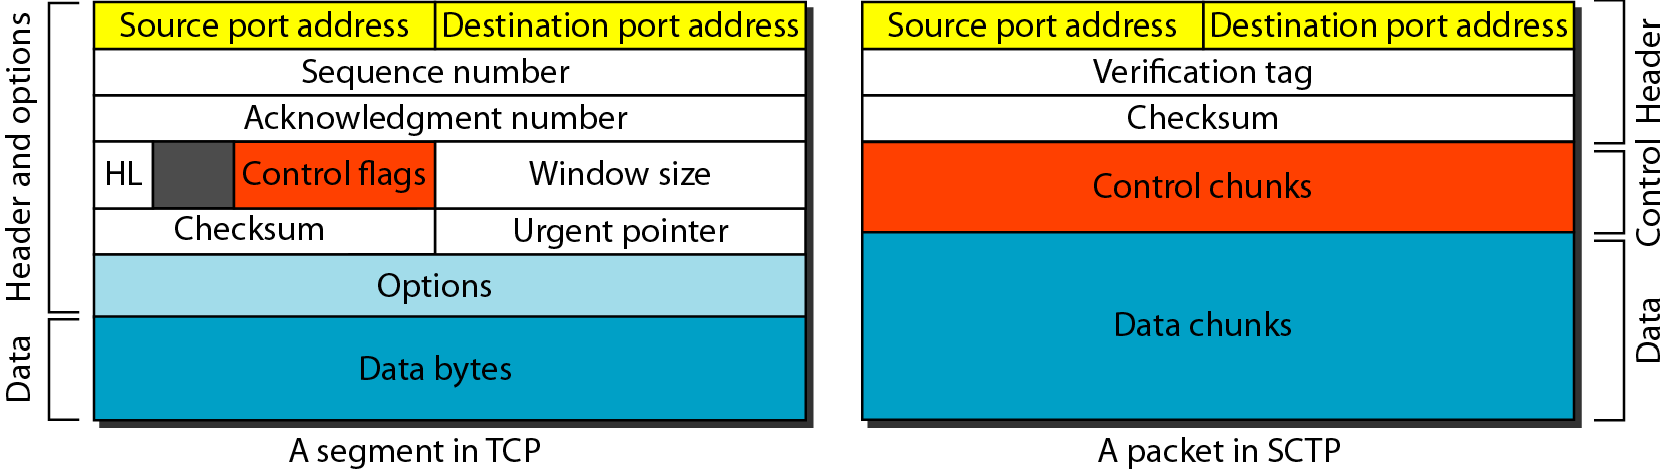 Header and options
Data
Source port address Destination port address
Sequence number
Acknowledgment number
HL Control flags Window size
Checksum Urgent pointer
Options
Data bytes
A segment in TCP
Source port address Destination port address
Verification tag
Checksum
Control chunks
Data chunks
A packet in SCTP
Header
Control
Data